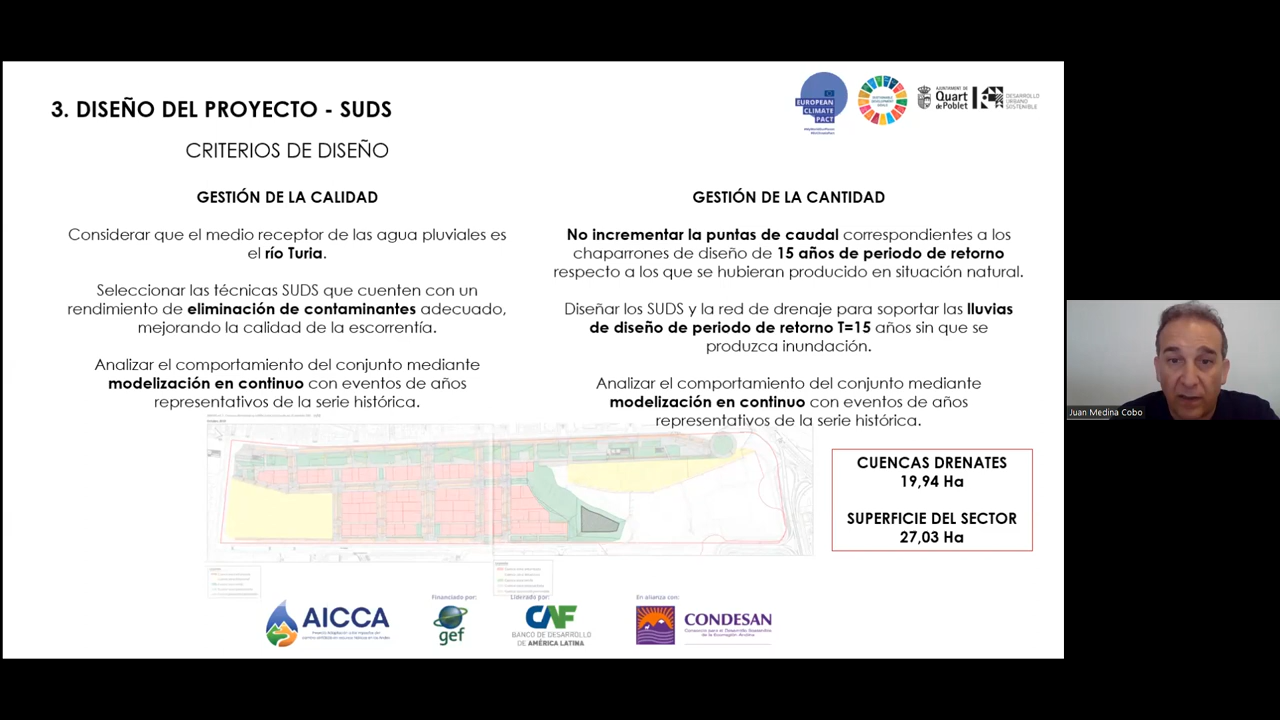 3. DISEÑO DEL PROYECTO - SUDS
CRITERIOS DE DISEÑO
EUROPEAN
CLIMATE
PACT
SUSTAINABLE
DEVELOPMENT
GOALS
AJUNTAMENT DE
Quart
de Poblet
DESARROLLO
URBANO
SOSTENIBLE
GESTIÓN DE LA CALIDAD
Considerar que el medio receptor de las agua pluviales es
el río Turia.
Seleccionar las técnicas SUDS que cuenten con un
rendimiento de eliminación de contaminantes adecuado,
mejorando la calidad de la escorrentía.
Analizar el comportamiento del conjunto mediante
modelización en continuo con eventos de años
representativos de la serie histórica.
GESTIÓN DE LA CANTIDAD
No incrementar la puntas de caudal correspondientes a los
chaparrones de diseño de 15 años de periodo de retorno
respecto a los que se hubieran producido en situación natural.
Diseñar los SUDS y la red de drenaje para soportar las lluvias
de diseño de periodo de retorno T=15 años sin que se
produzca inundación.
Analizar el comportamiento del conjunto mediante
modelización en continuo con eventos de años
representativos de la serie histórica.
CUENCAS DRENATES
19,94 Ha
SUPERFICIE DEL SECTOR
27,03 Ha
Juan Medina Cobo
AICCA
Financiado por:
gef
Liderado por:
CAF
BANCO DE DESARROLLO
DE AMÉRICA LATINA
En alianza con:
CONDESAN